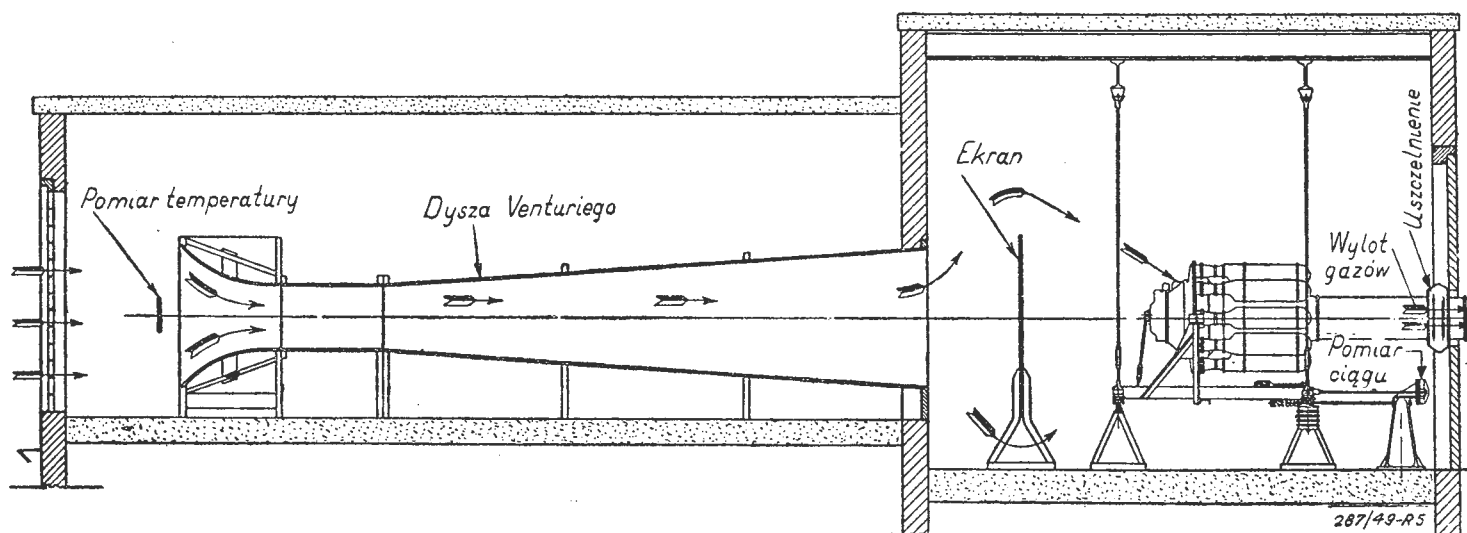 Pomiar temperatury
Dysza Venturiego
Ekran
Uszczelnienie
Wylot
gazów
Pomiar
ciągu
287/49-R5